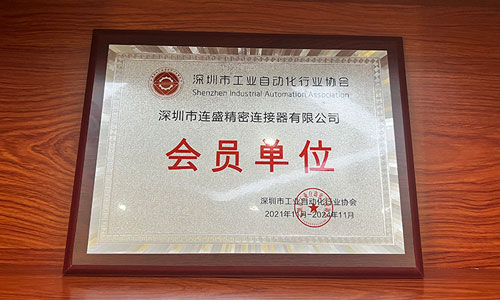 深圳市工业自动化行业协会
Shenzhen Industrial Automation Association
深圳市连盛精密连接器有限公司
会员单位
深圳市工业自动化行业协会
2021年11月-2024年11月